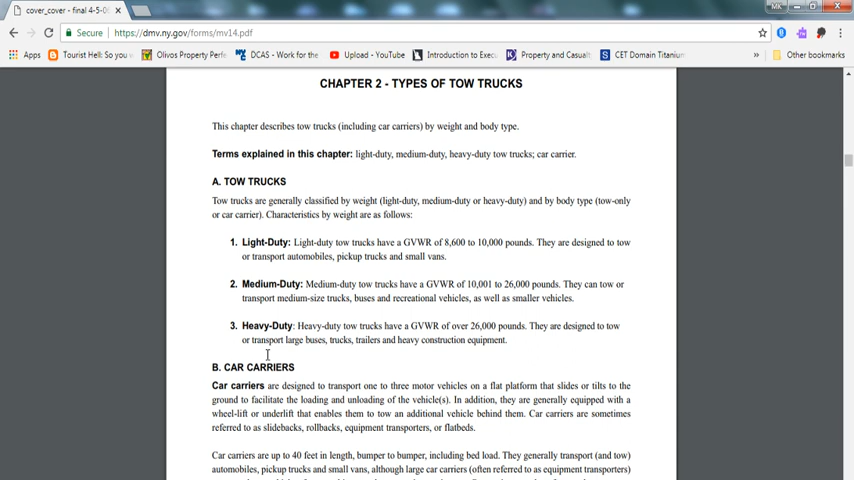 cover_cover - final 4-5-0
MK
Secure
https://dmv.ny.gov/forms/mv14.pdf
Apps
Tourist Hell: So you w
Olivos Property Perfe
DCAS - Work for the
Upload - YouTube
Introduction to Execu
Property and Casualty
CET Domain Titanium
»
Other bookmarks
CHAPTER 2 - TYPES OF TOW TRUCKS
This chapter describes tow trucks (including car carriers) by weight and body type.
Terms explained in this chapter: light-duty, medium-duty, heavy-duty tow trucks; car carrier.
A. TOW TRUCKS
Tow trucks are generally classified by weight (light-duty, medium-duty or heavy-duty) and by body type (tow-only
or car carrier). Characteristics by weight are as follows:
1. Light-Duty: Light-duty tow trucks have a GVWR of 8,600 to 10,000 pounds. They are designed to tow
or transport automobiles, pickup trucks and small vans.
2. Medium-Duty: Medium-duty tow trucks have a GVWR of 10,001 to 26,000 pounds. They can tow or
transport medium-size trucks, buses and recreational vehicles, as well as smaller vehicles.
3. Heavy-Duty: Heavy-duty tow trucks have a GVWR of over 26,000 pounds. They are designed to tow
or transport large buses, trucks, trailers and heavy construction equipment.
B. CAR CARRIERS
Car carriers are designed to transport one to three motor vehicles on a flat platform that slides or tilts to the
ground to facilitate the loading and unloading of the vehicle(s). In addition, they are generally equipped with a
wheel-lift or underlift that enables them to tow an additional vehicle behind them. Car carriers are sometimes
referred to as slidebacks, rollbacks, equipment transporters, or flatbeds.
Car carriers are up to 40 feet in length, bumper to bumper, including bed load. They generally transport (and tow)
automobiles, pickup trucks and small vans, although large car carriers (often referred to as equipment transporters)